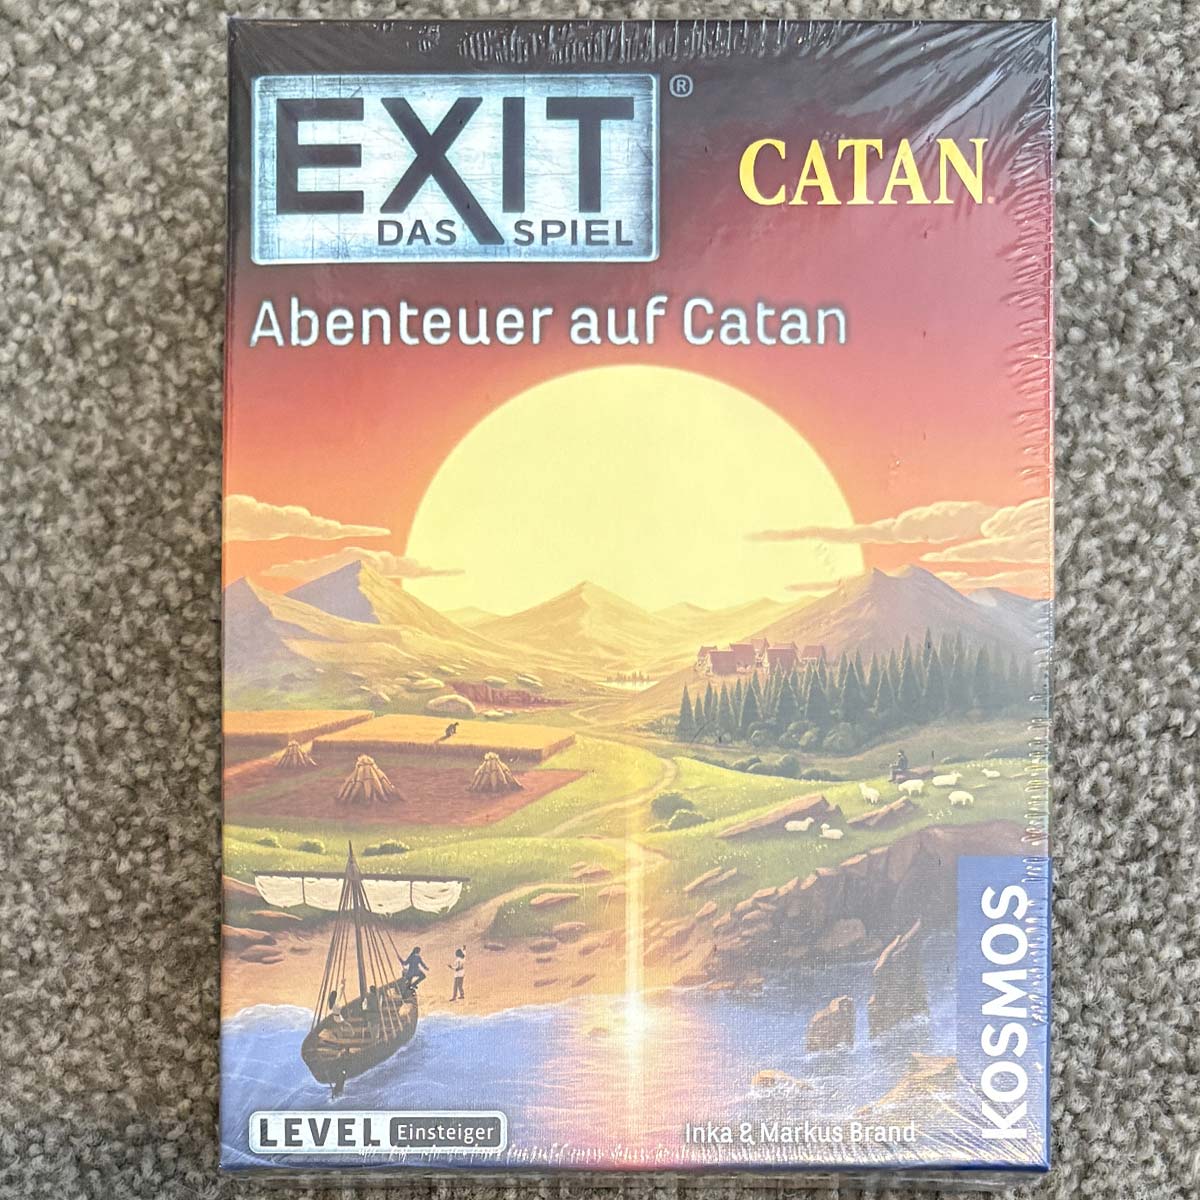 EXIT®
DAS SPIEL
CATAN
Abenteuer auf Catan
KOSMOS
LEVEL Einsteiger
Inka & Markus Brand